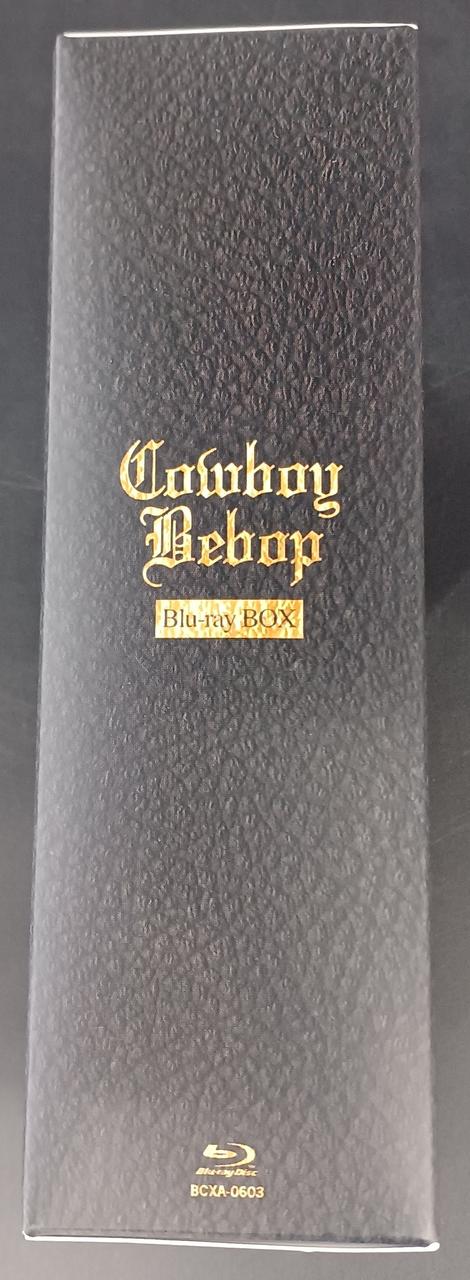 Cowboy
Bebop
Blu-ray BOX
Blu-ray Disc
BCXA-0603